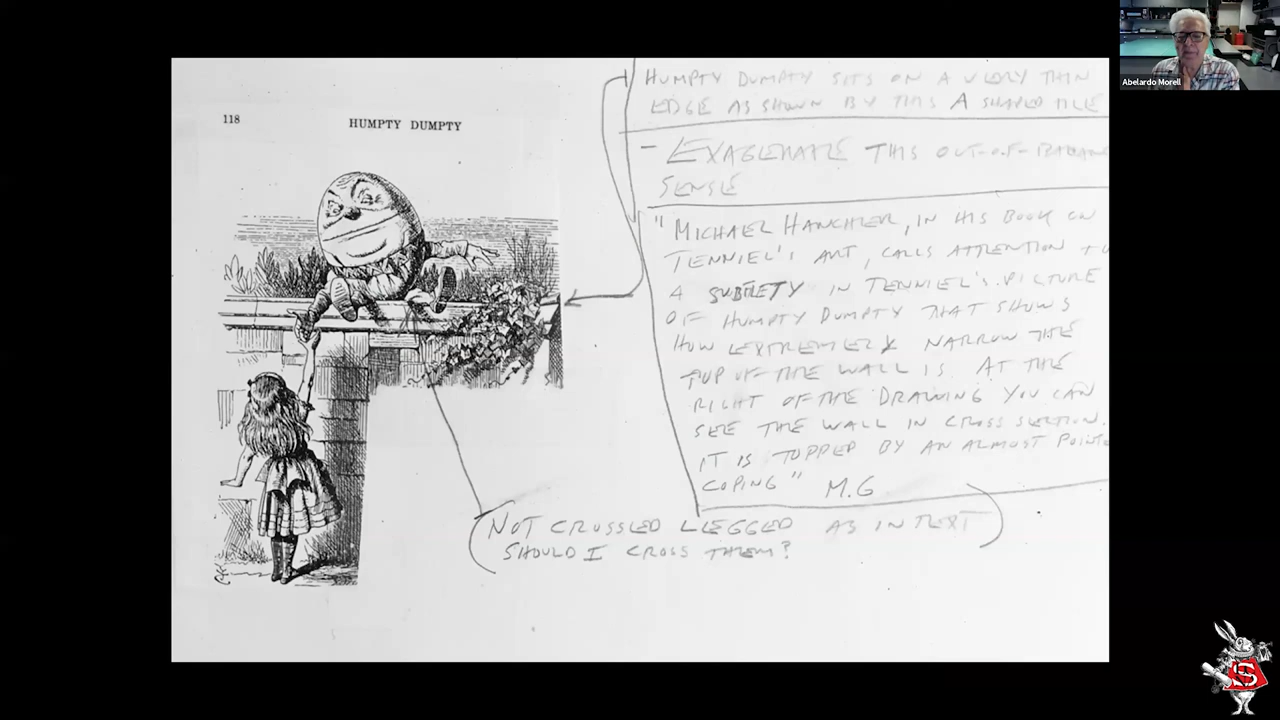 Abelardo Morell
118
HUMPTY DUMPTY
HUMPTY DUMPTY SITS ON A VERY THIN
EDGE AS SHOWN BY THIS A SHAPED
- EXAGERATE THIS OUT-OF-BALANC
SENSE
"MICHAEL HANCHER, IN HIS BOOK ON
TENNIEL'S ART, CALLS ATTENTION TO
A SUBTLETY IN TENNIEL'S PICTURE
OF HUMPTY DUMPTY THAT SHOWS
HOW EXTREMELY NARROW THE
TOP OF THE WALL IS. AT THE
RIGHT OF THE DRAWING YOU CAN
SEE THE WALL IN CROSS SECTION.
IT IS TOPPED BY AN ALMOST POINTE
COPING" M.G
(NOT CROSSED LEGGED AS IN TEXT)
SHOULD I CROSS THEM?
S